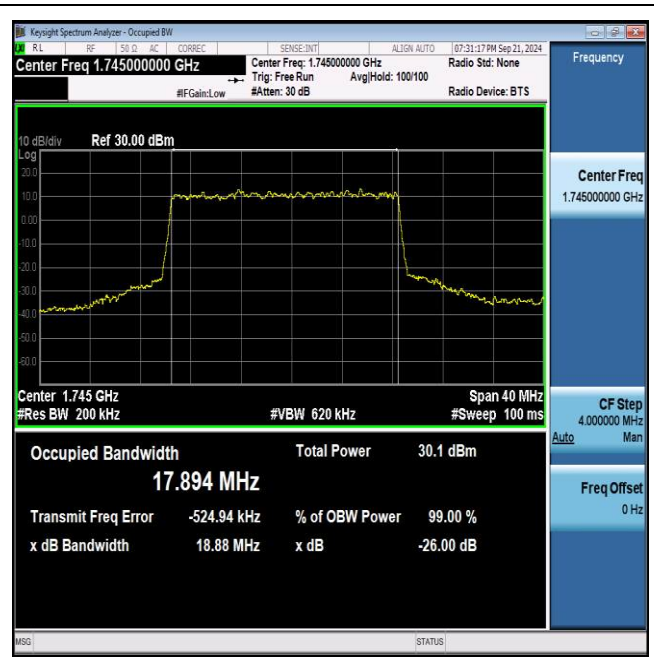 Keysight Spectrum Analyzer - Occupied BW
RL RF 50 Ω AC CORREC SENSE:INT ALIGN AUTO 07:31:17 PM Sep 21, 2024
Center Freq 1.745000000 GHz
Center Freq: 1.745000000 GHz
Radio Std: None
Trig: Free Run Avg|Hold: 100/100
#IFGain:Low
#Atten: 30 dB
Radio Device: BTS
10 dB/div Ref 30.00 dBm
Log
20.0
10.0
0.00
-10.0
-20.0
-30.0
-40.0
-50.0
-60.0
Center 1.745 GHz Span 40 MHz
#Res BW 200 kHz #VBW 620 kHz #Sweep 100 ms
Occupied Bandwidth Total Power 30.1 dBm
17.894 MHz
Transmit Freq Error -524.94 kHz % of OBW Power 99.00 %
x dB Bandwidth 18.88 MHz x dB -26.00 dB
Frequency
Center Freq
1.745000000 GHz
CF Step
4.000000 MHz
Auto Man
Freq Offset
0 Hz
MSG STATUS